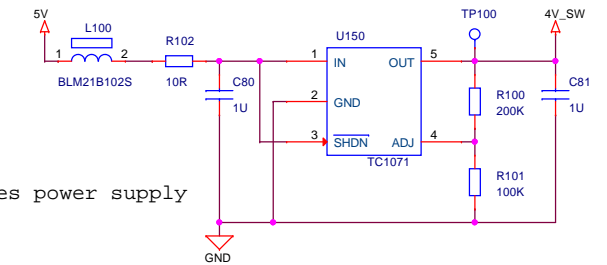 5V
L100
1
2
BLM21B102S
R102
10R
C80
1U
U150
1
IN
OUT
5
2
GND
3
SHDN
ADJ
4
TC1071
TP100
4V_SW
R100
200K
C81
1U
R101
100K
es power supply
GND